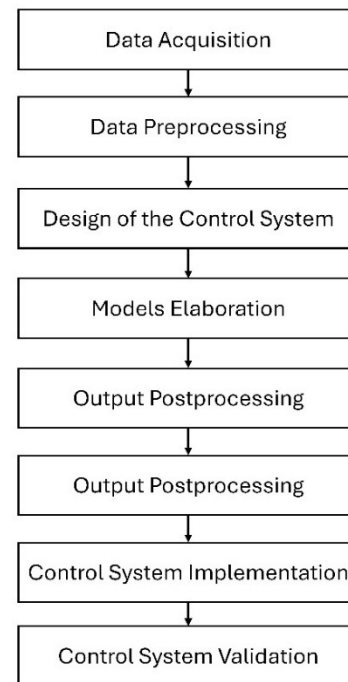 Data Acquisition
Data Preprocessing
Design of the Control System
Models Elaboration
Output Postprocessing
Output Postprocessing
Control System Implementation
Control System Validation